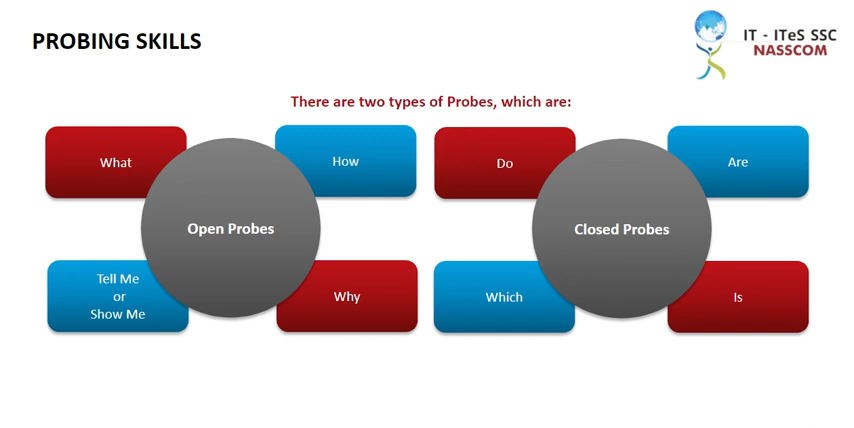 PROBING SKILLS
IT - ITeS SSC
NASSCOM
There are two types of Probes, which are:
What
How
Open Probes
Tell Me
or
Show Me
Why
Do
Are
Closed Probes
Which
Is